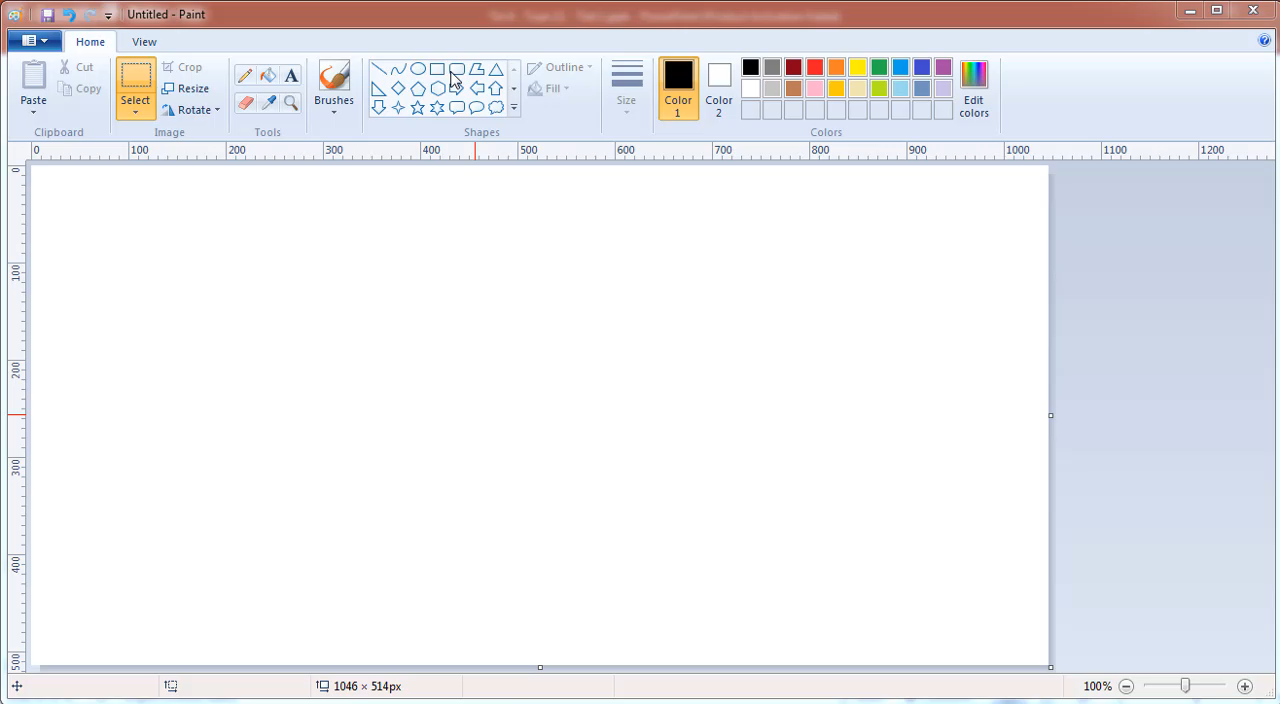 Untitled - Paint
Home
View
Paste
Cut
Copy
Clipboard
Select
Crop
Resize
Rotate
Image
A
Tools
Brushes
Shapes
Outline
Fill
Size
Color 1
Color 2
Edit colors
Colors
0 100 200 300 400 500 600 700 800 900 1000 1100 1200
0
100
200
300
400
500
1046 × 514px
100%